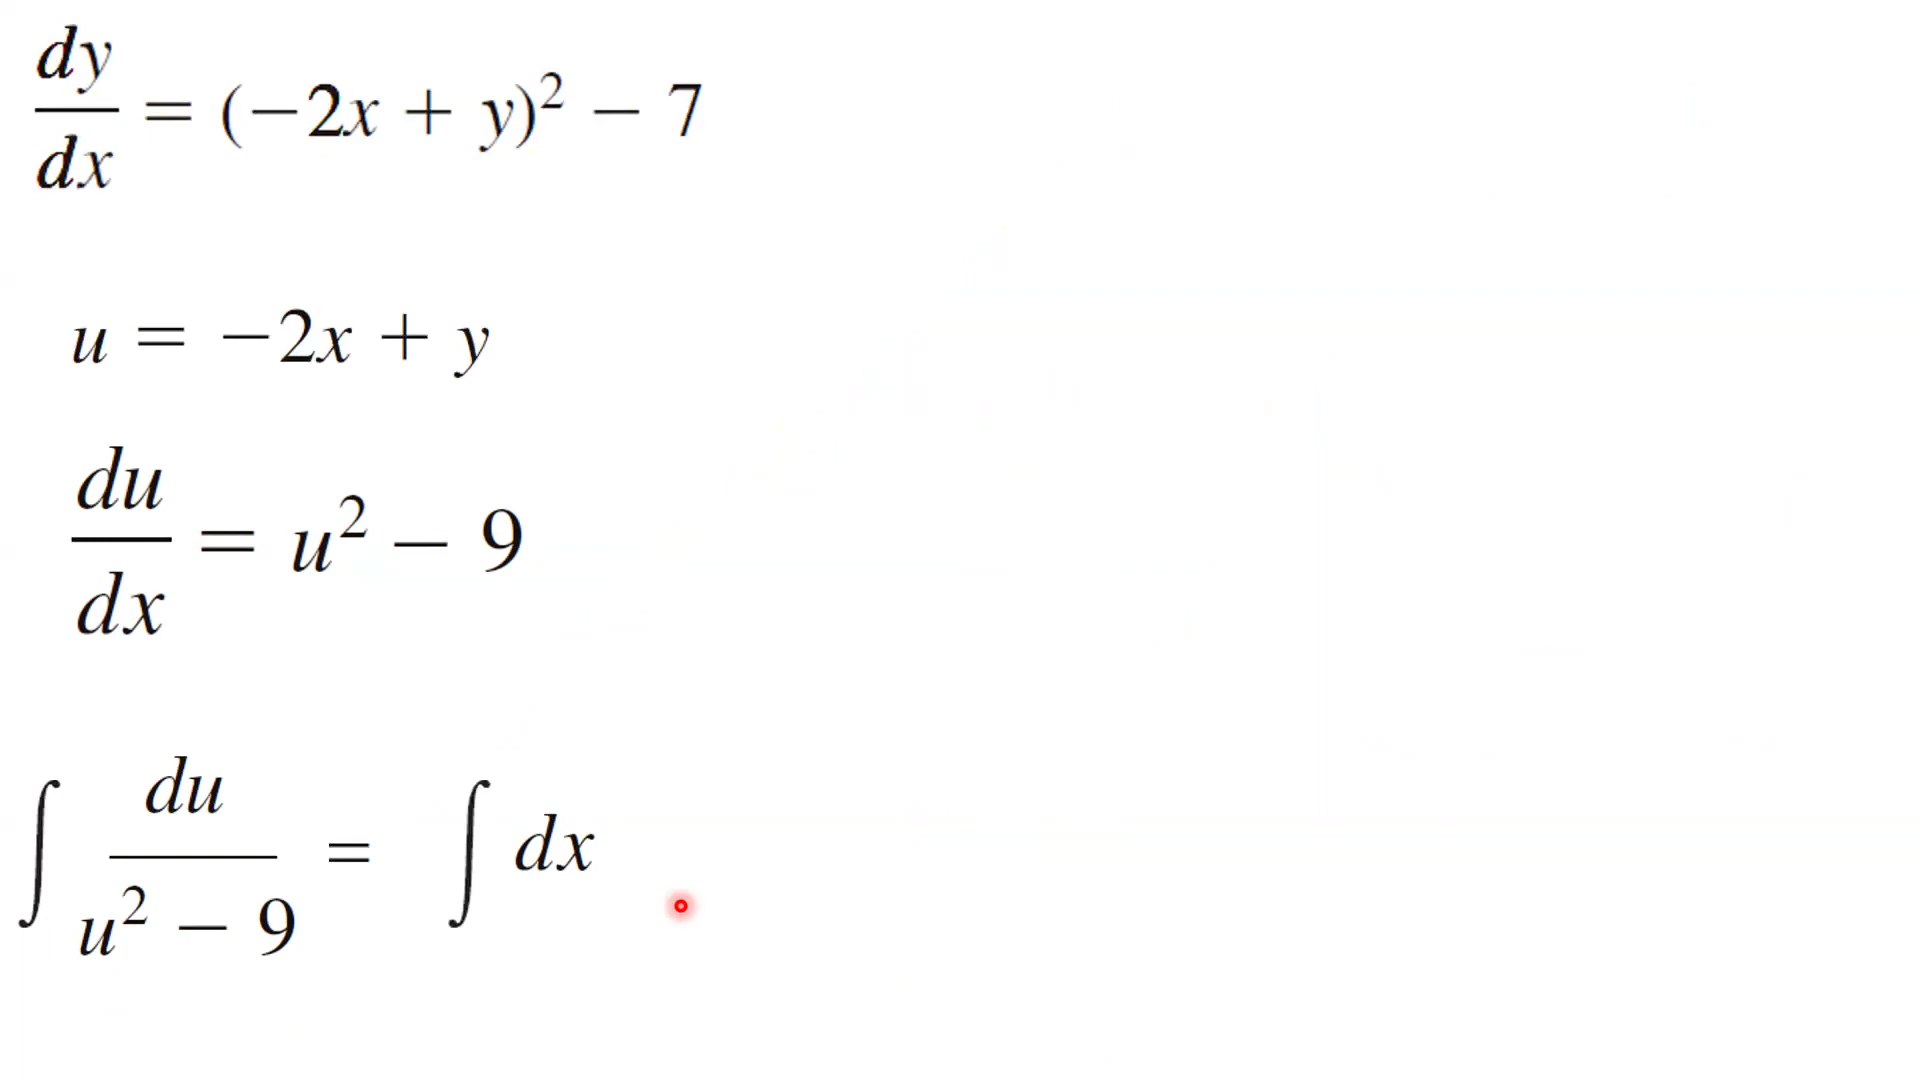 dy/dx = (−2x + y)² − 7
u = −2x + y
du/dx = u² − 9
∫ du/(u² − 9) = ∫ dx